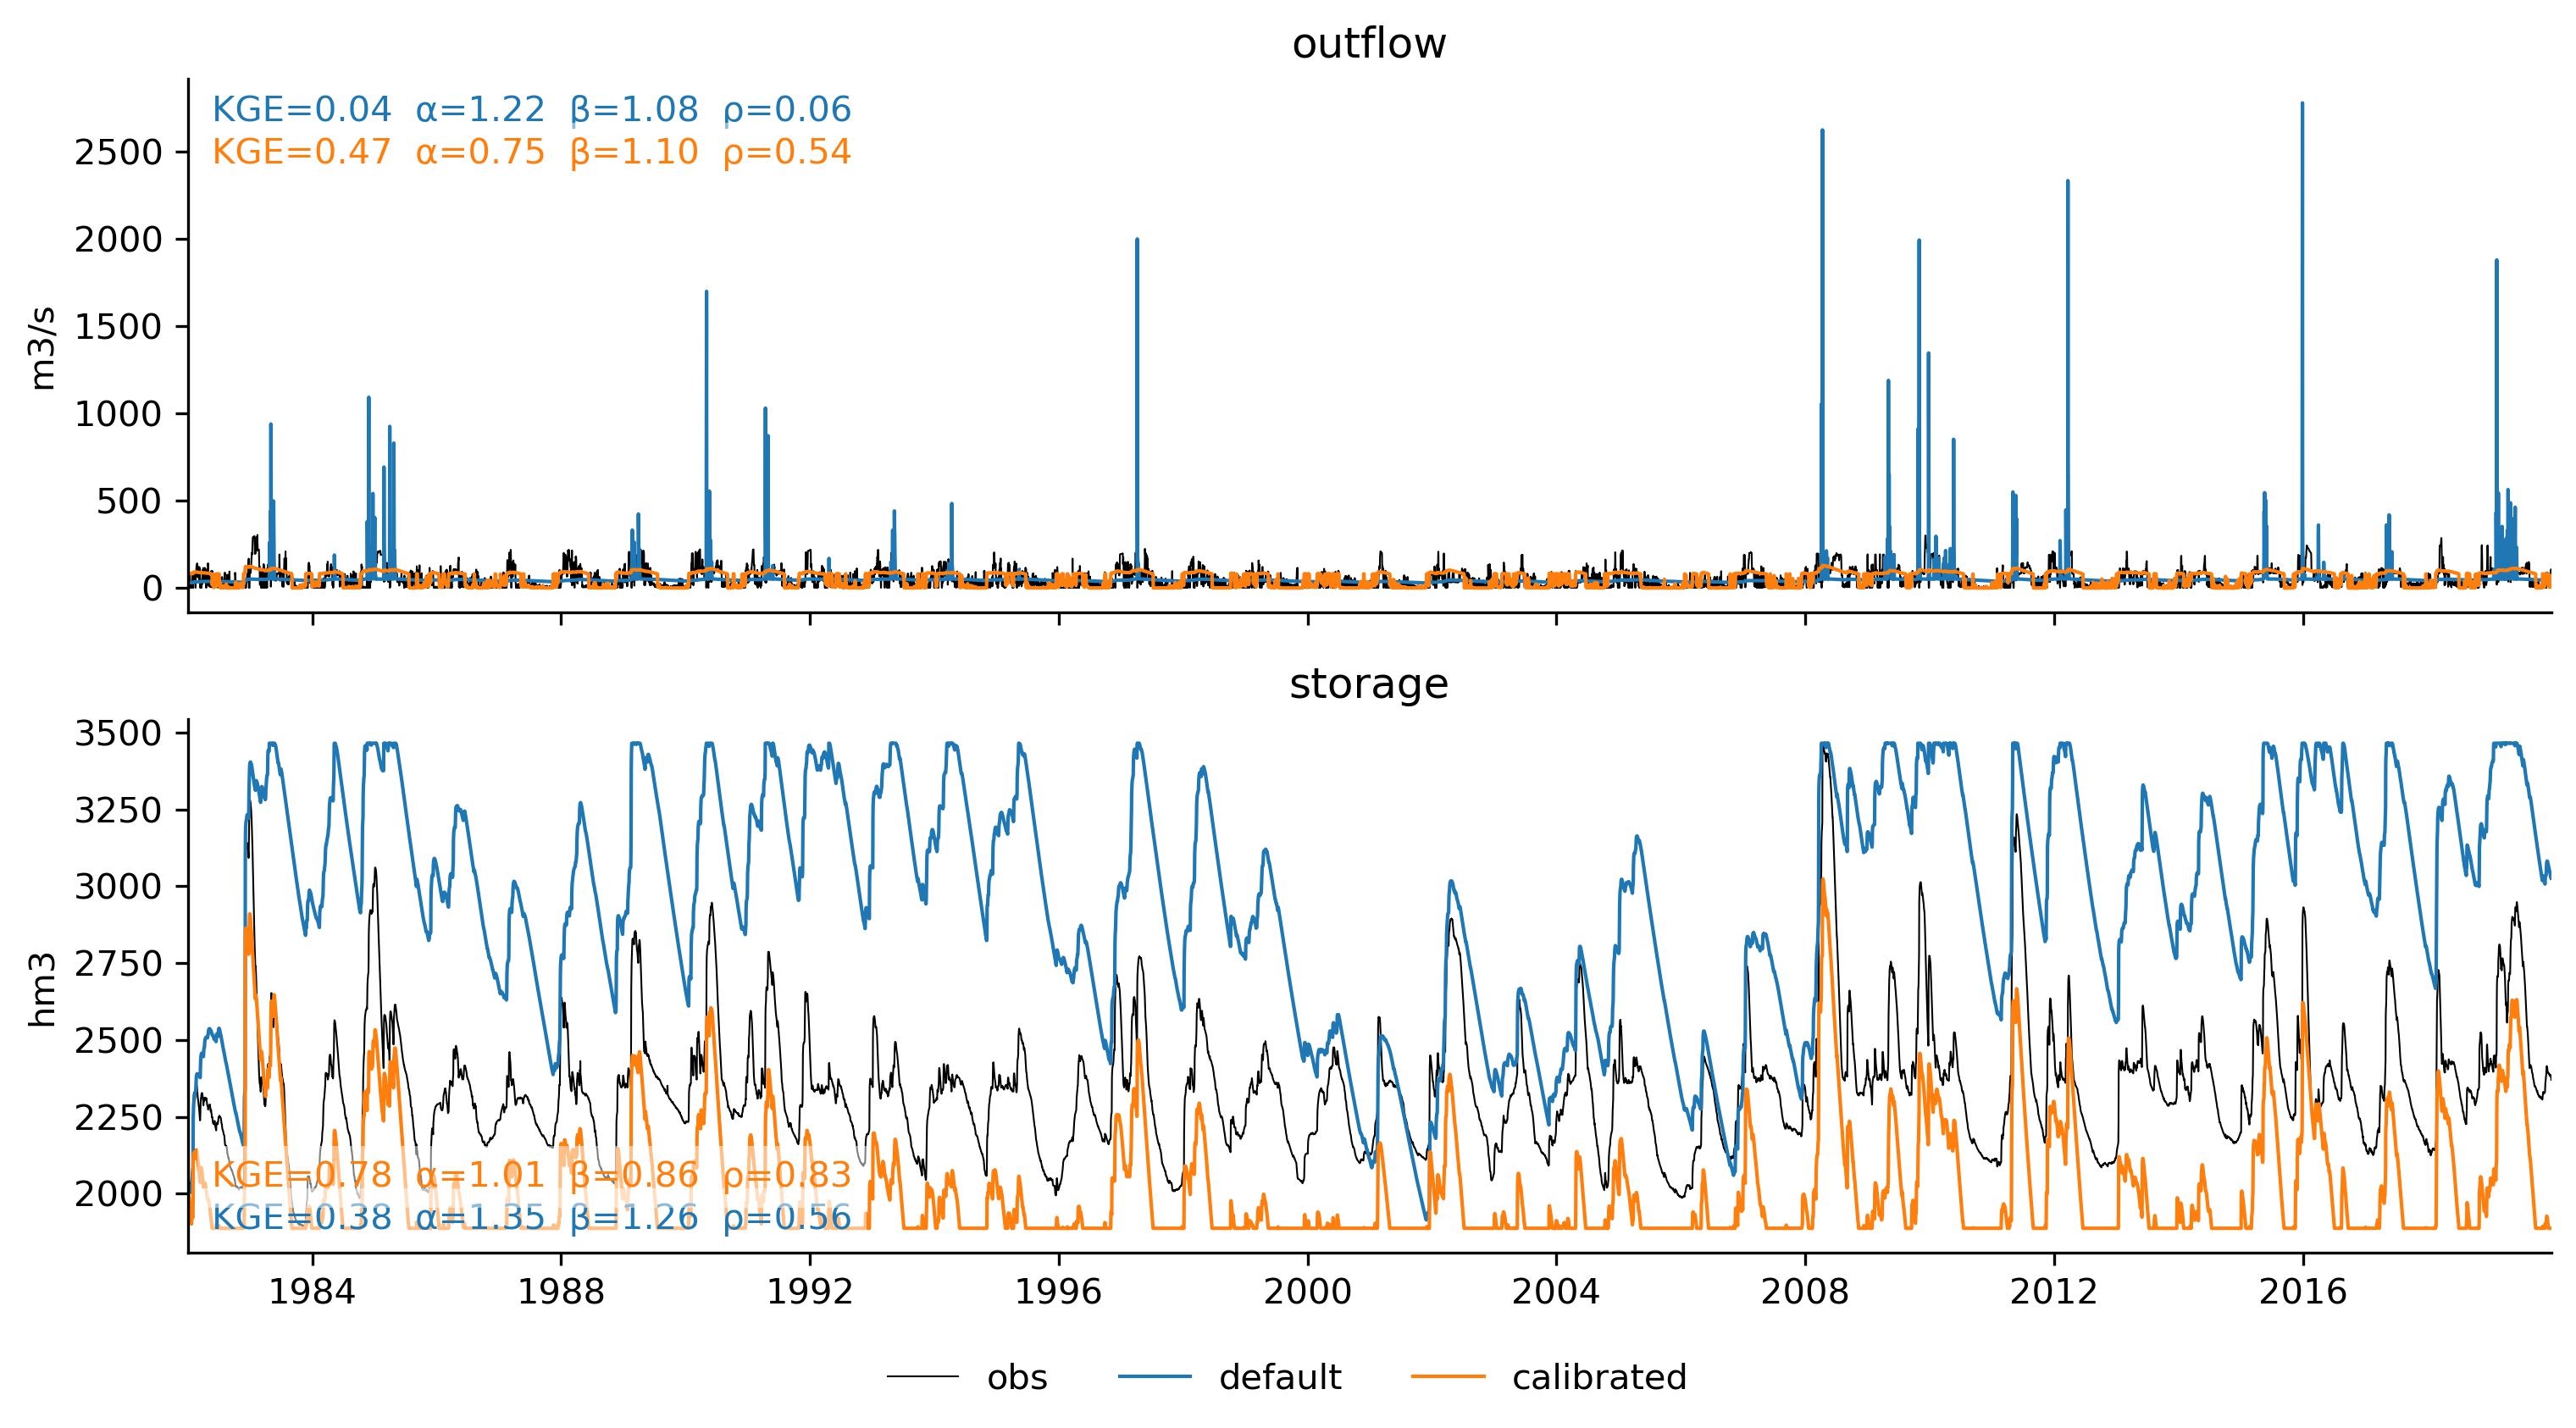 outflow
KGE=0.04 α=1.22 β=1.08 ρ=0.06
KGE=0.47 α=0.75 β=1.10 ρ=0.54
2500
2000
1500
1000
500
0
m3/s
storage
3500
3250
3000
2750
2500
2250
2000
hm3
KGE=0.78 α=1.01 β=0.86 ρ=0.83
KGE=0.38 α=1.35 β=1.26 ρ=0.56
1984 1988 1992 1996 2000 2004 2008 2012 2016
obs default calibrated